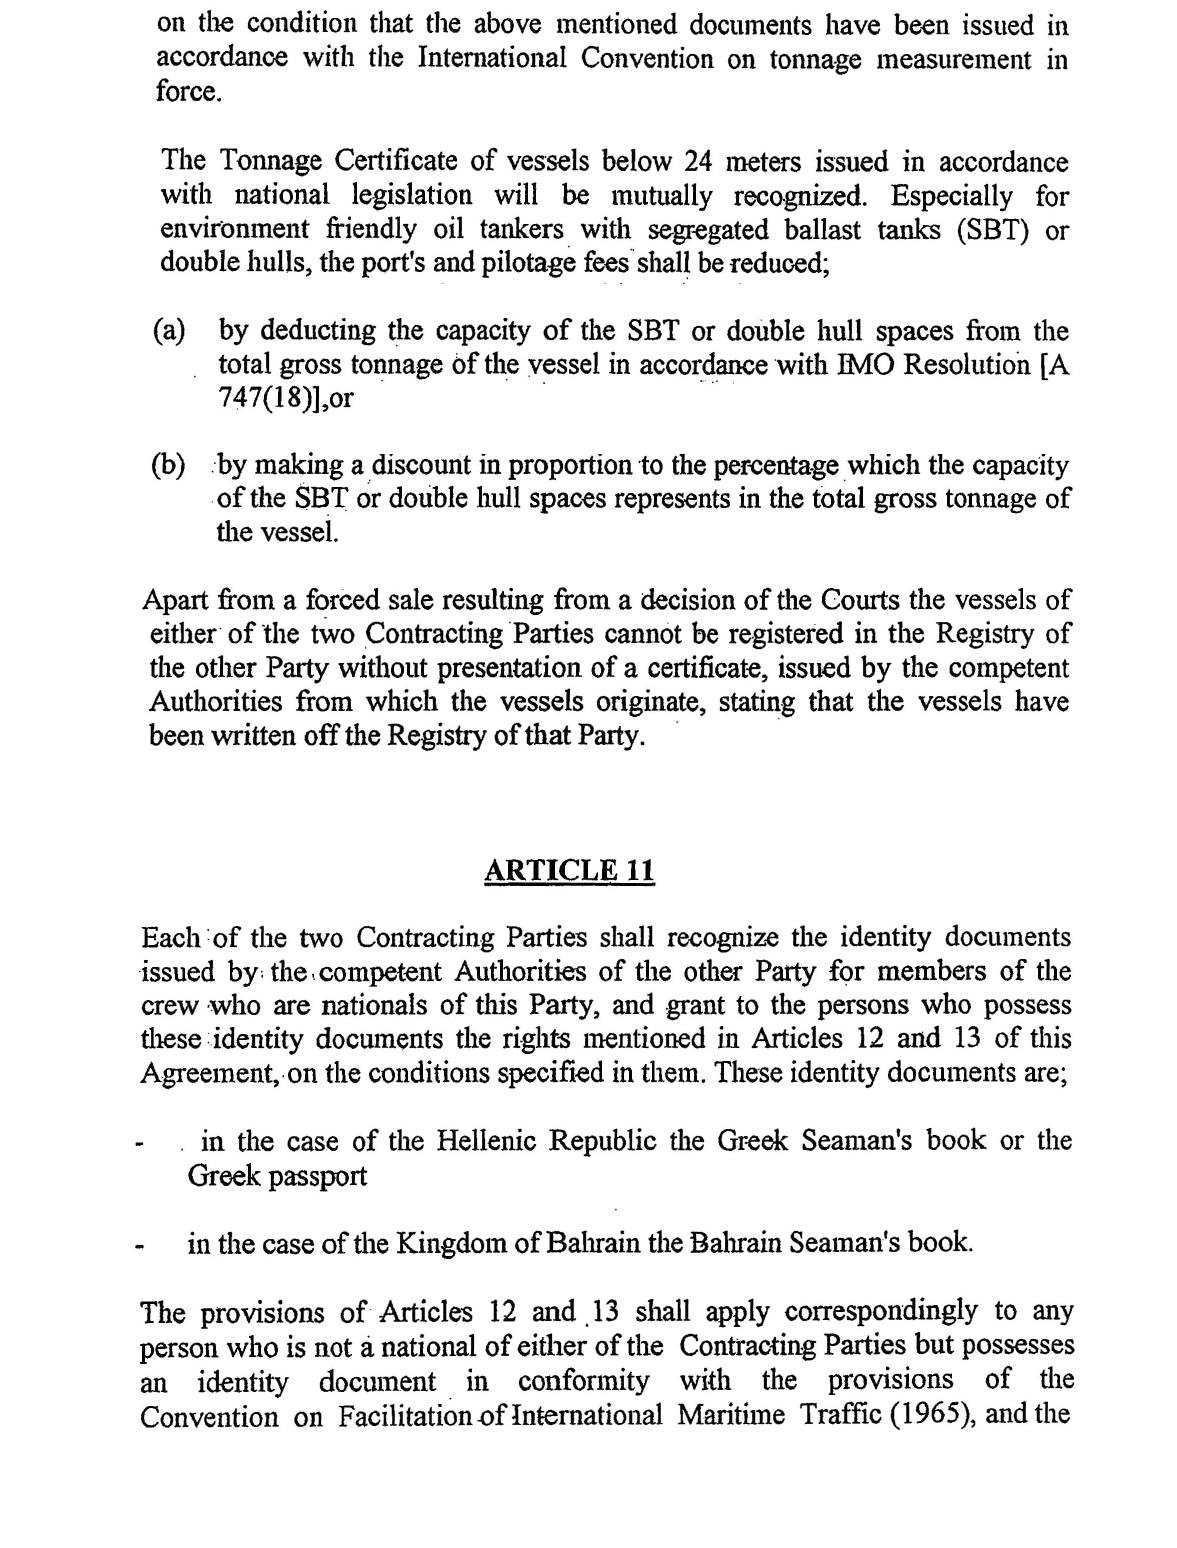 on the condition that the above mentioned documents have been issued in
accordance with the International Convention on tonnage measurement in
force.
The Tonnage Certificate of vessels below 24 meters issued in accordance
with national legislation will be mutually recognized. Especially for
environment friendly oil tankers with segregated ballast tanks (SBT) or
double hulls, the port's and pilotage fees shall be reduced;
(a) by deducting the capacity of the SBT or double hull spaces from the
total gross tonnage of the vessel in accordance with IMO Resolution [A
747(18)],or
(b) by making a discount in proportion to the percentage which the capacity
of the SBT or double hull spaces represents in the total gross tonnage of
the vessel.
Apart from a forced sale resulting from a decision of the Courts the vessels of
either of the two Contracting Parties cannot be registered in the Registry of
the other Party without presentation of a certificate, issued by the competent
Authorities from which the vessels originate, stating that the vessels have
been written off the Registry of that Party.
ARTICLE 11
Each of the two Contracting Parties shall recognize the identity documents
issued by the competent Authorities of the other Party for members of the
crew who are nationals of this Party, and grant to the persons who possess
these identity documents the rights mentioned in Articles 12 and 13 of this
Agreement, on the conditions specified in them. These identity documents are;
- in the case of the Hellenic Republic the Greek Seaman's book or the
Greek passport
- in the case of the Kingdom of Bahrain the Bahrain Seaman's book.
The provisions of Articles 12 and 13 shall apply correspondingly to any
person who is not a national of either of the Contracting Parties but possesses
an identity document in conformity with the provisions of the
Convention on Facilitation of International Maritime Traffic (1965), and the